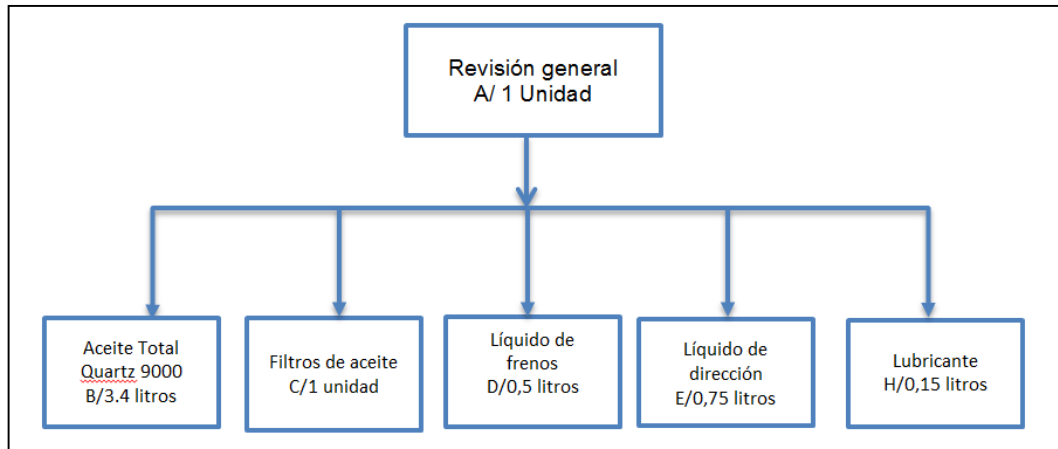 Revisión general
A/ 1 Unidad
Aceite Total
Quartz 9000
B/3.4 litros
Filtros de aceite
C/1 unidad
Líquido de
frenos
D/0,5 litros
Líquido de
dirección
E/0,75 litros
Lubricante
H/0,15 litros